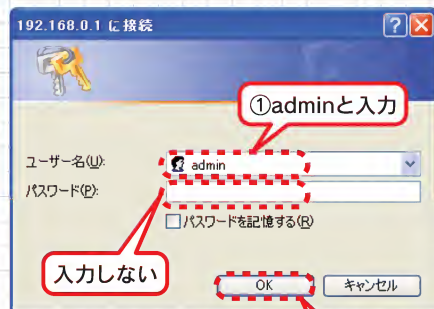 192.168.0.1 に接続
①adminと入力
ユーザー名(U):
admin
パスワード(P):
パスワードを記憶する(R)
入力しない
OK
キャンセル